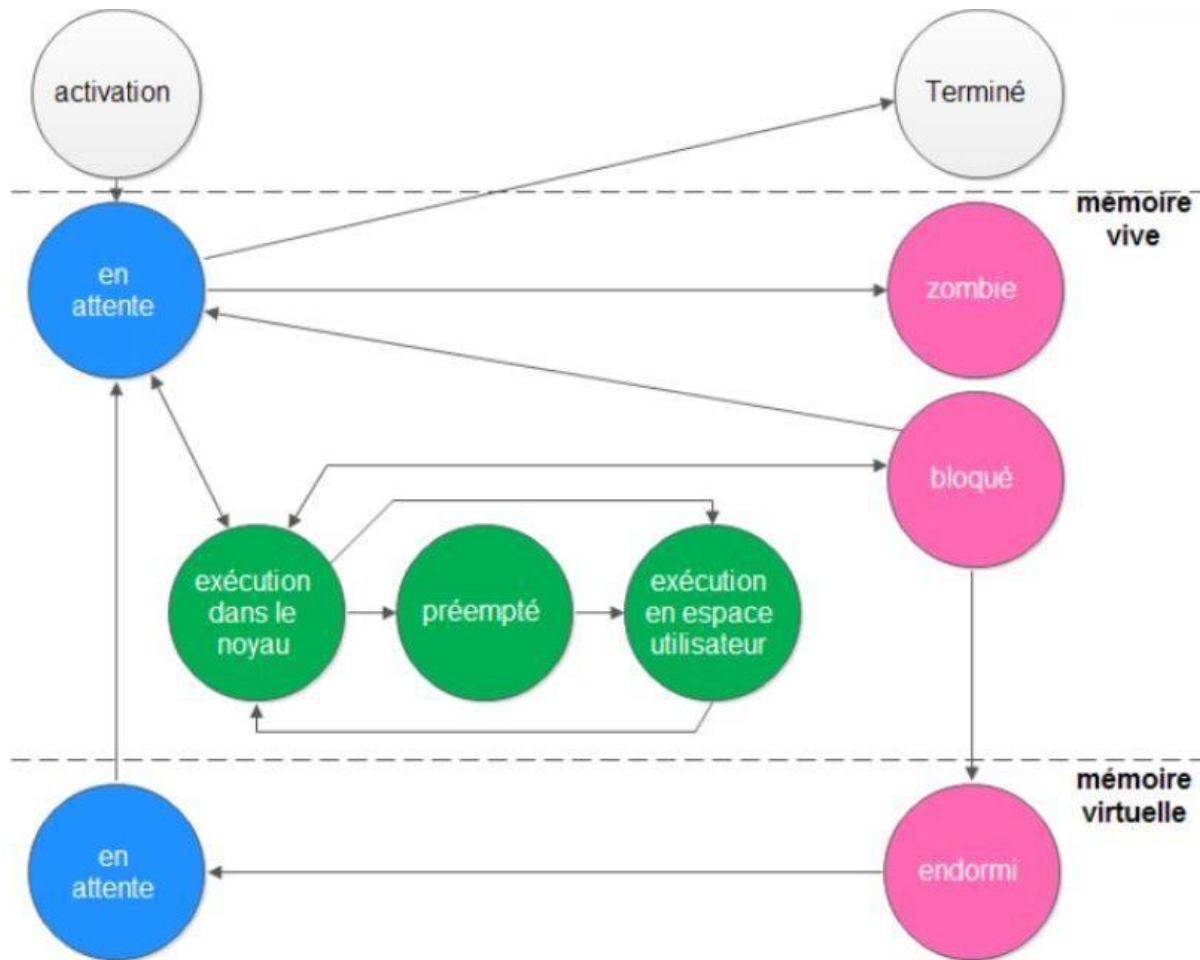 activation
Terminé
mémoire
vive
en
attente
zombie
bloqué
exécution
dans le
noyau
préempté
exécution
en espace
utilisateur
mémoire
virtuelle
en
attente
endormi